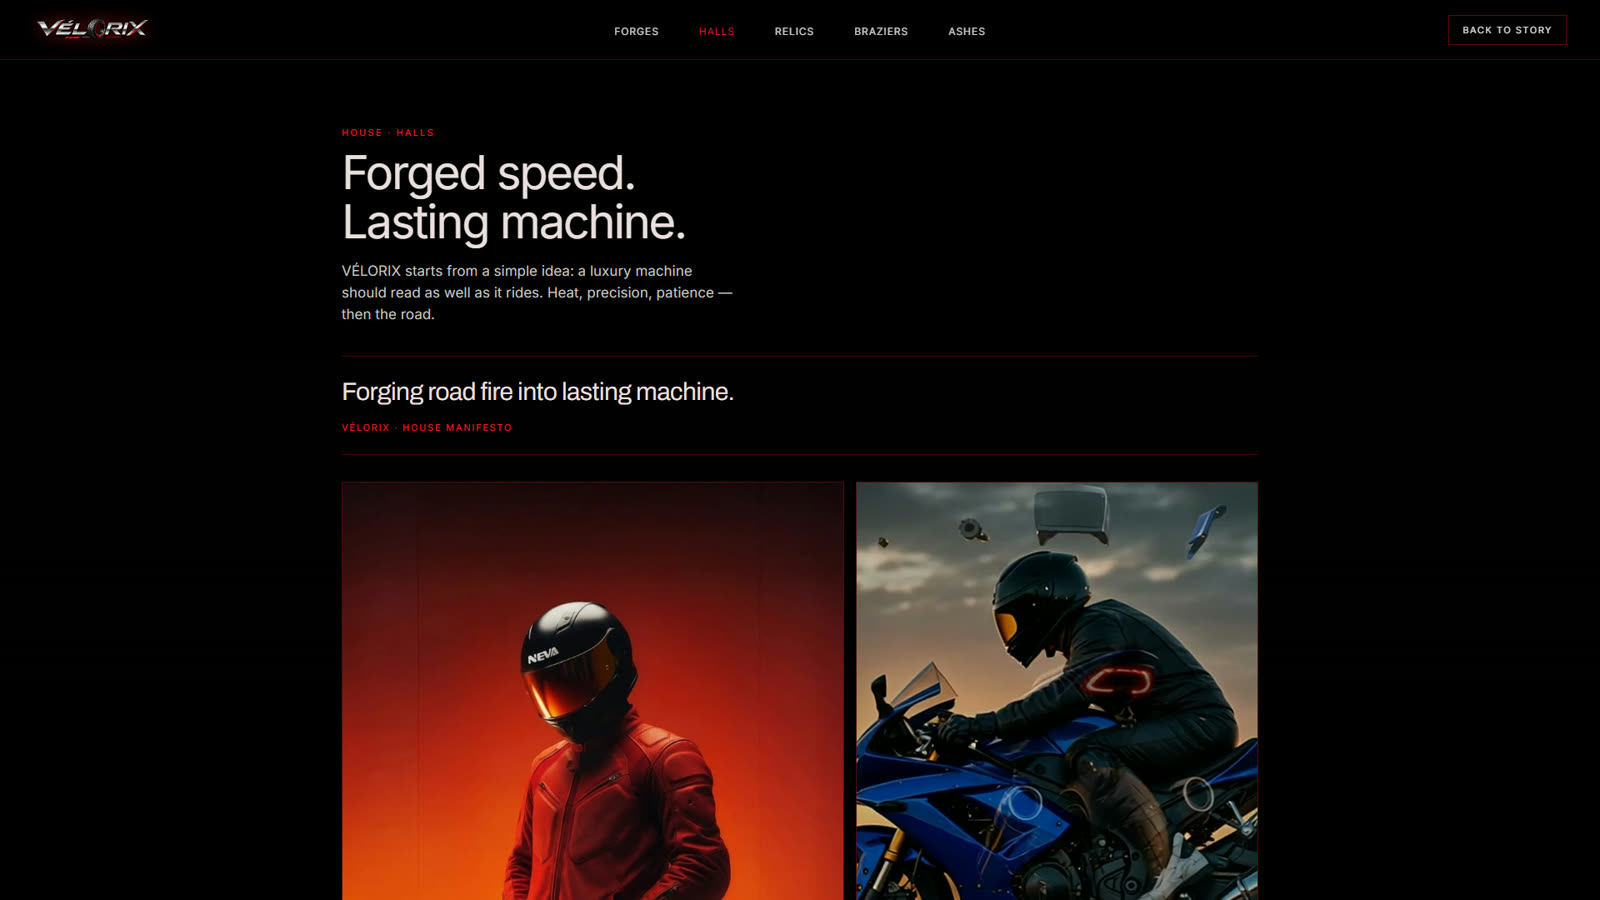 VÉLORIX
FORGES
HALLS
RELICS
BRAZIERS
ASHES
BACK TO STORY
HOUSE · HALLS
Forged speed.
Lasting machine.
VÉLORIX starts from a simple idea: a luxury machine
should read as well as it rides. Heat, precision, patience —
then the road.
Forging road fire into lasting machine.
VÉLORIX · HOUSE MANIFESTO
NEVA